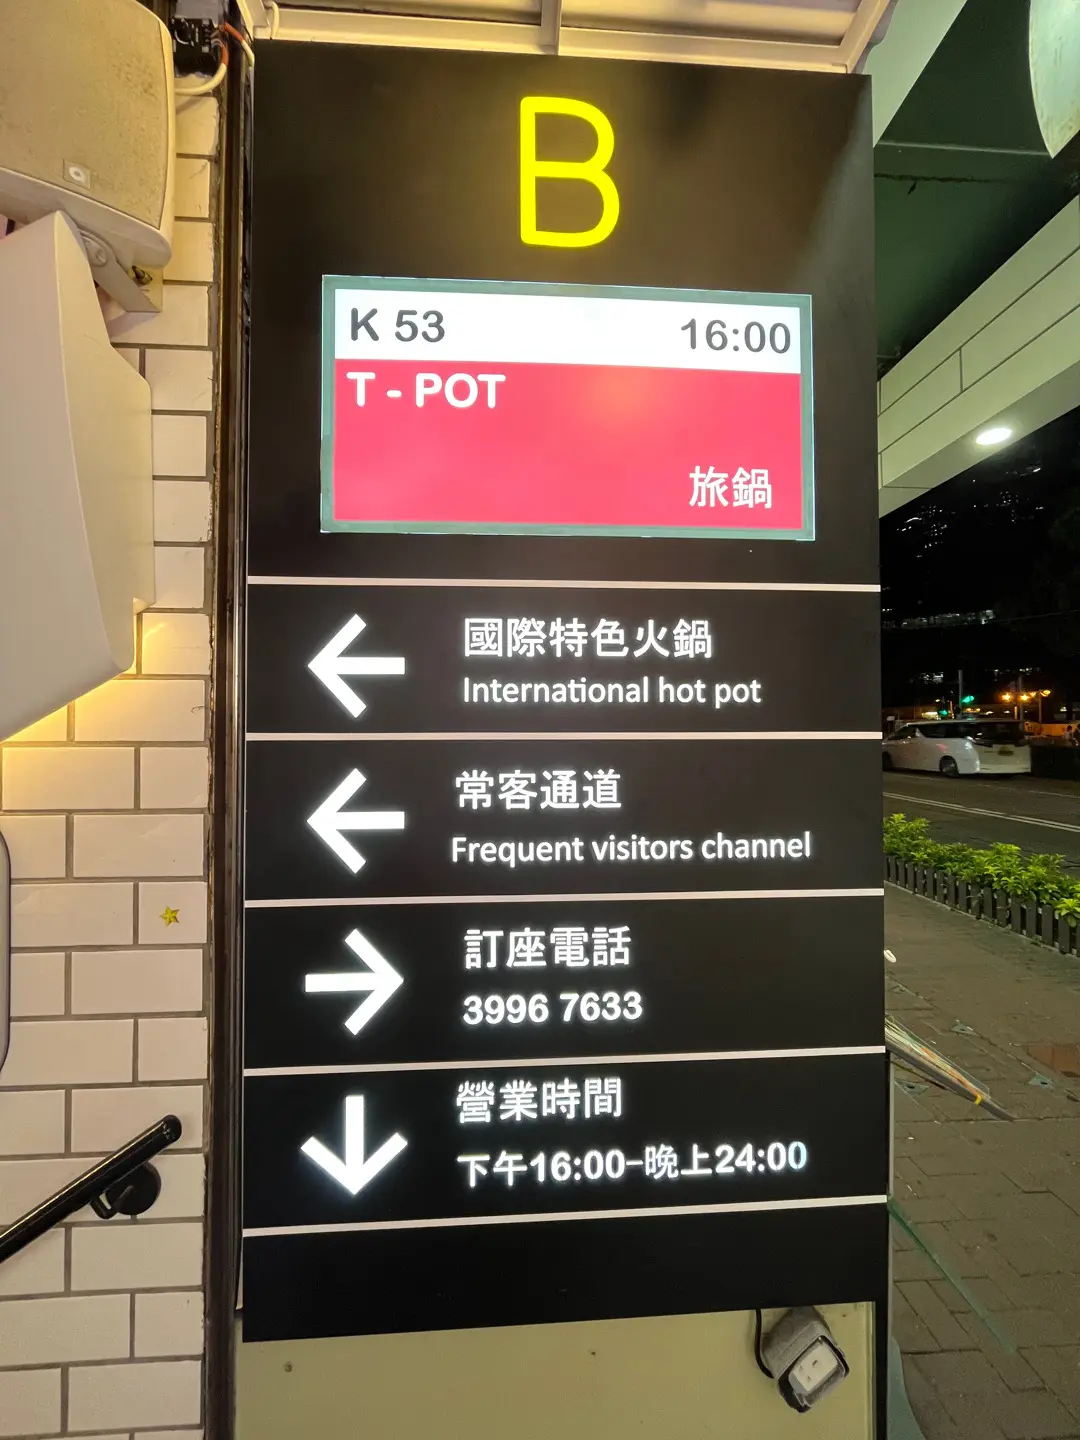 B
K 53
16:00
T - POT
旅鍋
國際特色火鍋
International hot pot
常客通道
Frequent visitors channel
訂座電話
3996 7633
營業時間
下午16:00-晚上24:00